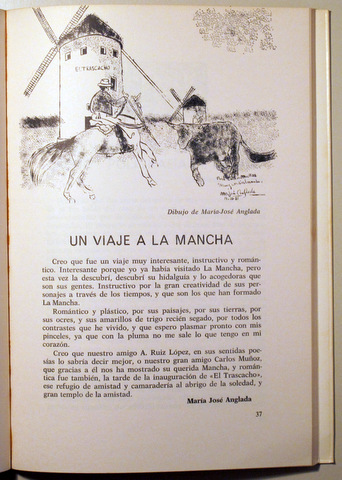 EL TRASCACHO
Dibujo de María-José Anglada
UN VIAJE A LA MANCHA
Creo que fue un viaje muy interesante, instructivo y román-
tico. Interesante porque yo ya había visitado La Mancha, pero
esta vez la descubrí, descubrí su hidalguía y lo acogedoras que
son sus gentes. Instructivo por la gran creatividad de sus per-
sonajes a través de los tiempos, y que son los que han formado
La Mancha.
Romántico y plástico, por sus paisajes, por sus tierras, por
sus ocres, y sus amarillos de trigo recién segado, por todos los
contrastes que he vivido, y que espero plasmar pronto con mis
pinceles, ya que con la pluma no me sale lo que tengo en mi
corazón.
Creo que nuestro amigo A. Ruiz López, en sus sentidas poe-
sías lo sabría decir mejor, o nuestro gran amigo Carlos Muñoz,
que gracias a él nos ha mostrado su querida Mancha, y román-
tica fue también, la tarde de la inauguración de «El Trascacho»,
ese refugio de amistad y camaradería al abrigo de la soledad, y
gran templo de la amistad.
María José Anglada
37